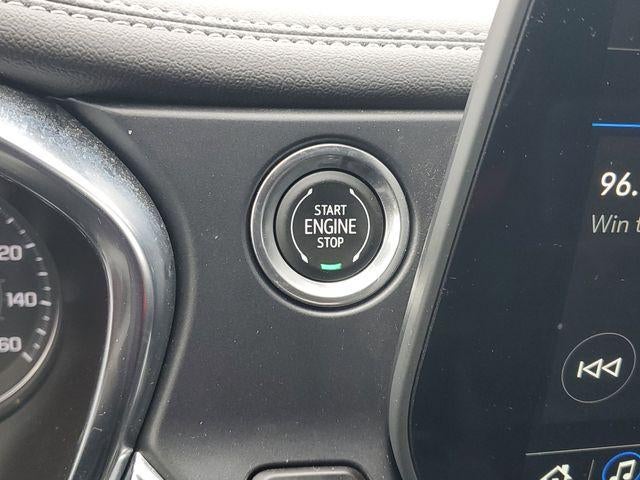 START
ENGINE
STOP
20
140
60
96.
Win t